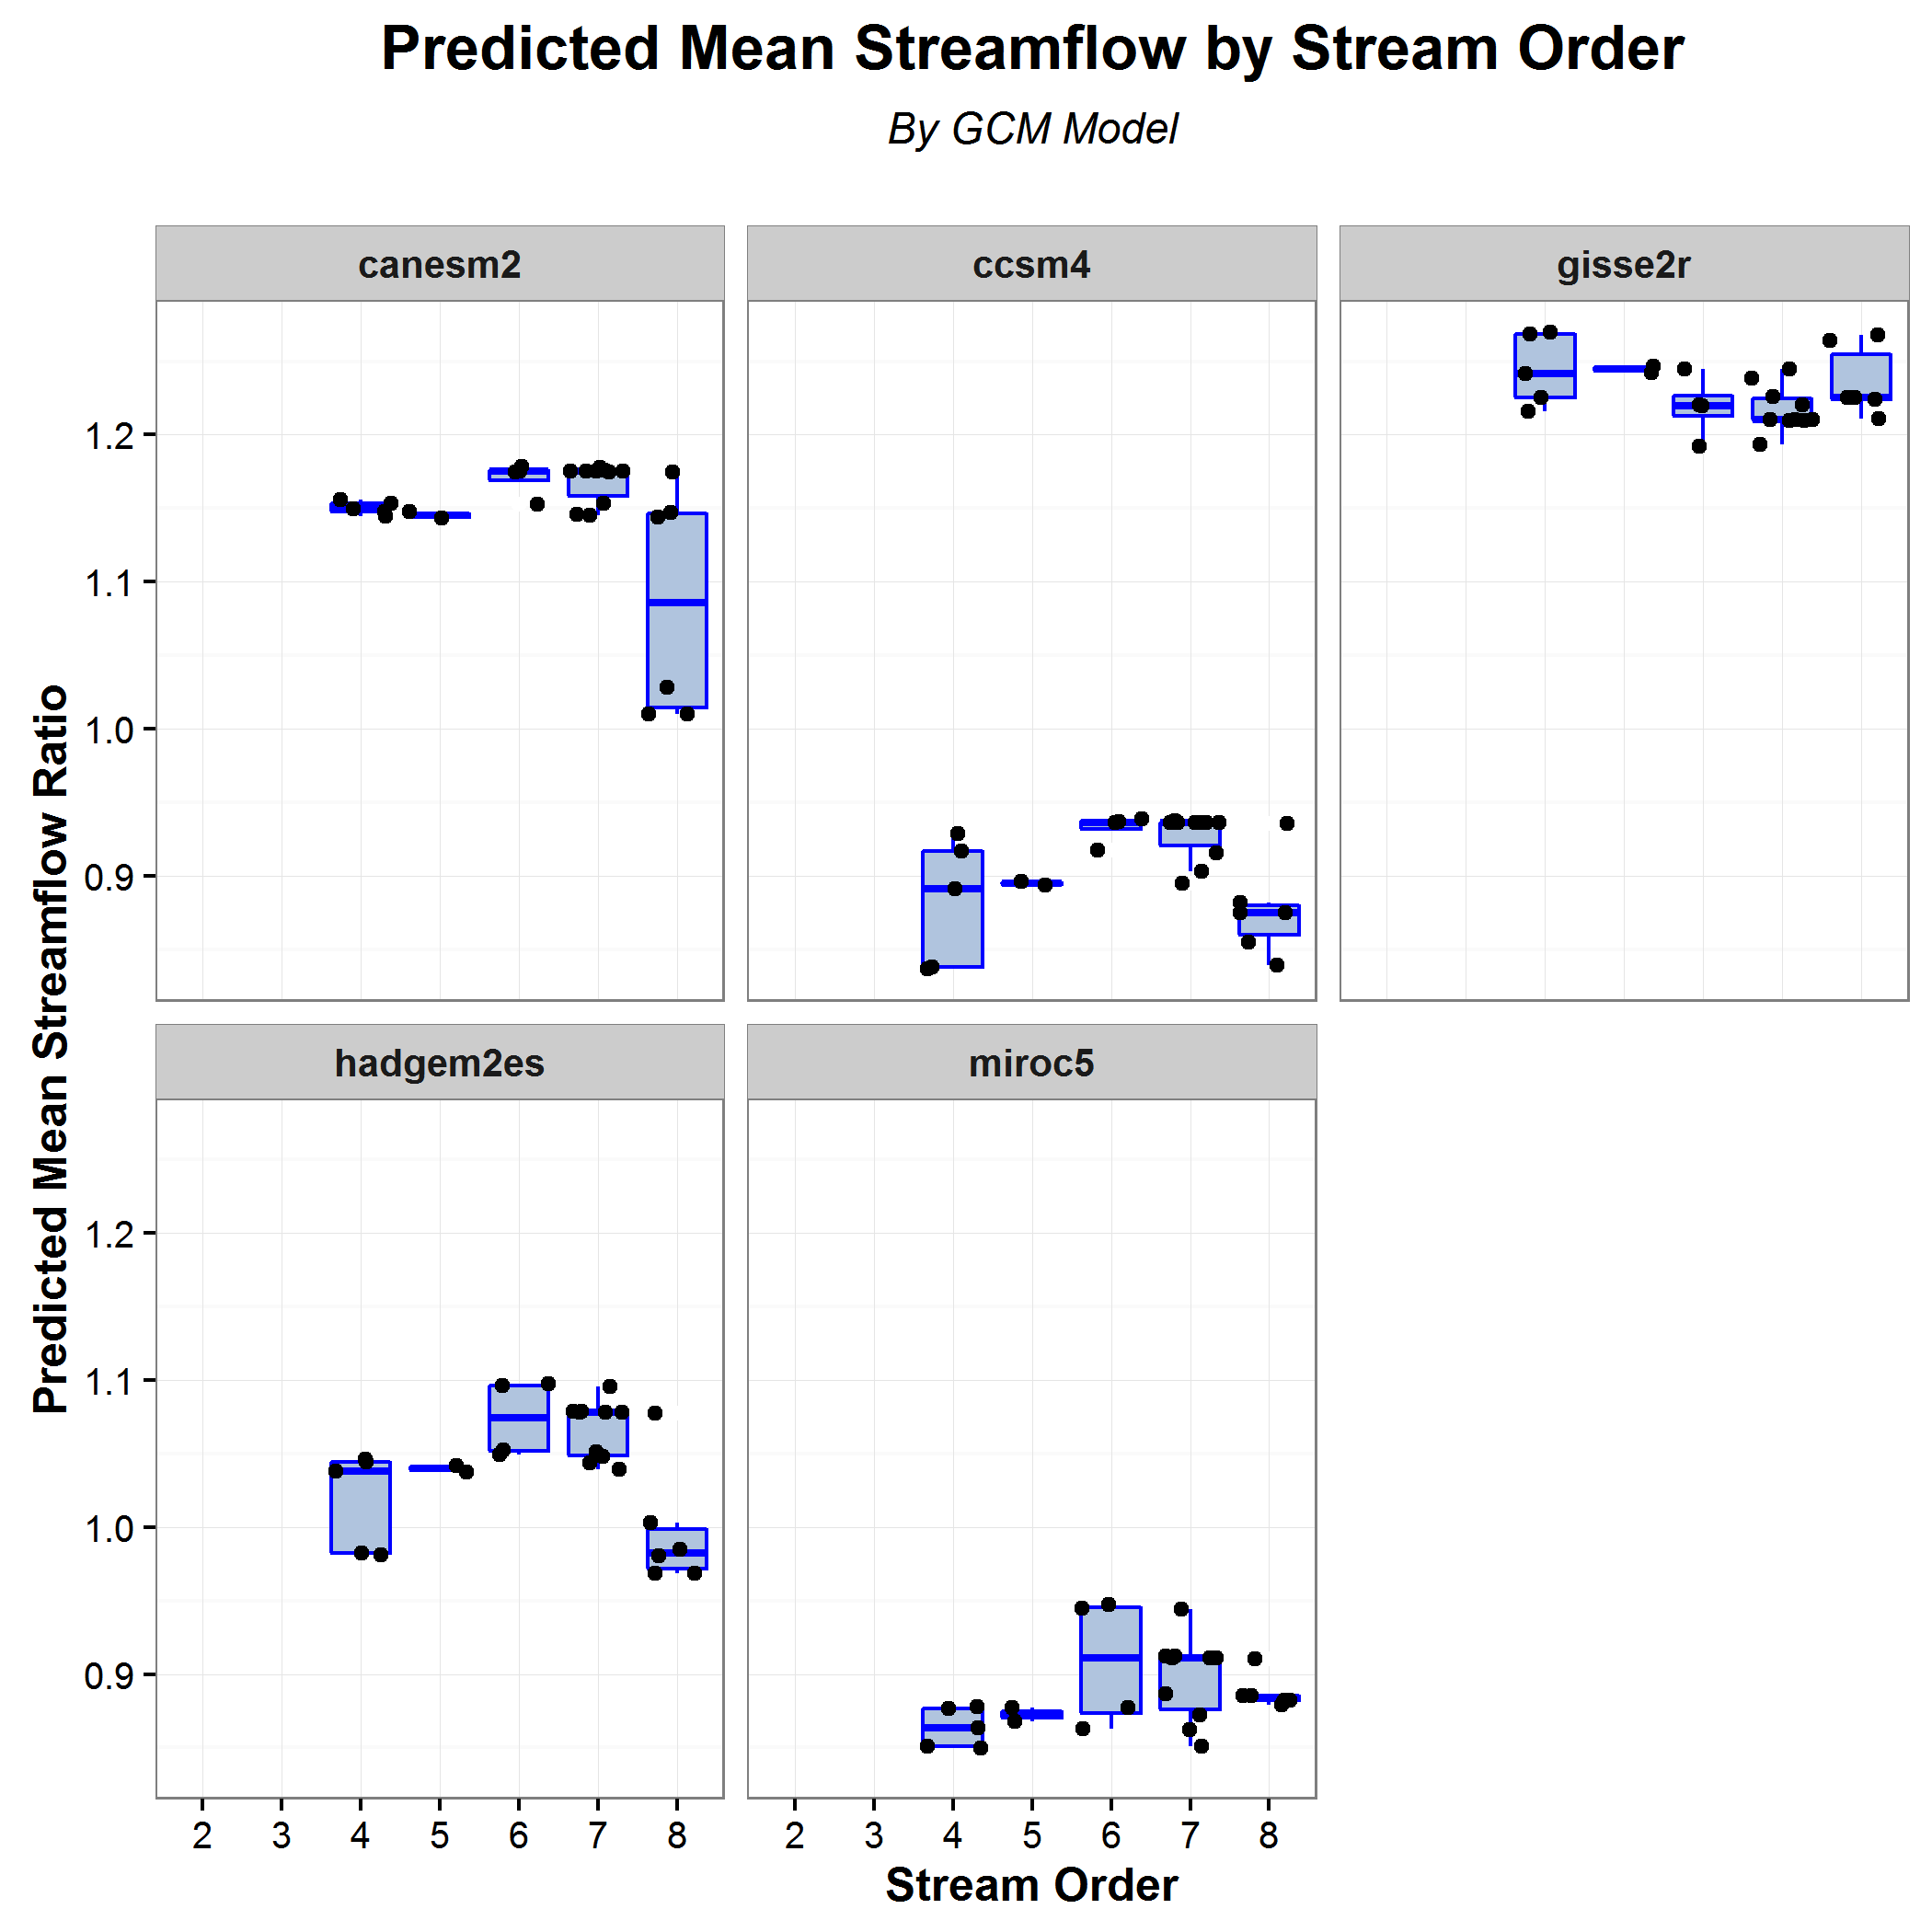 Predicted Mean Streamflow by Stream Order
By GCM Model
canesm2
ccsm4
gisse2r
1.2
1.1
1.0
0.9
Predicted Mean Streamflow Ratio
hadgem2es
miroc5
1.2
1.1
1.0
0.9
2 3 4 5 6 7 8
2 3 4 5 6 7 8
Stream Order